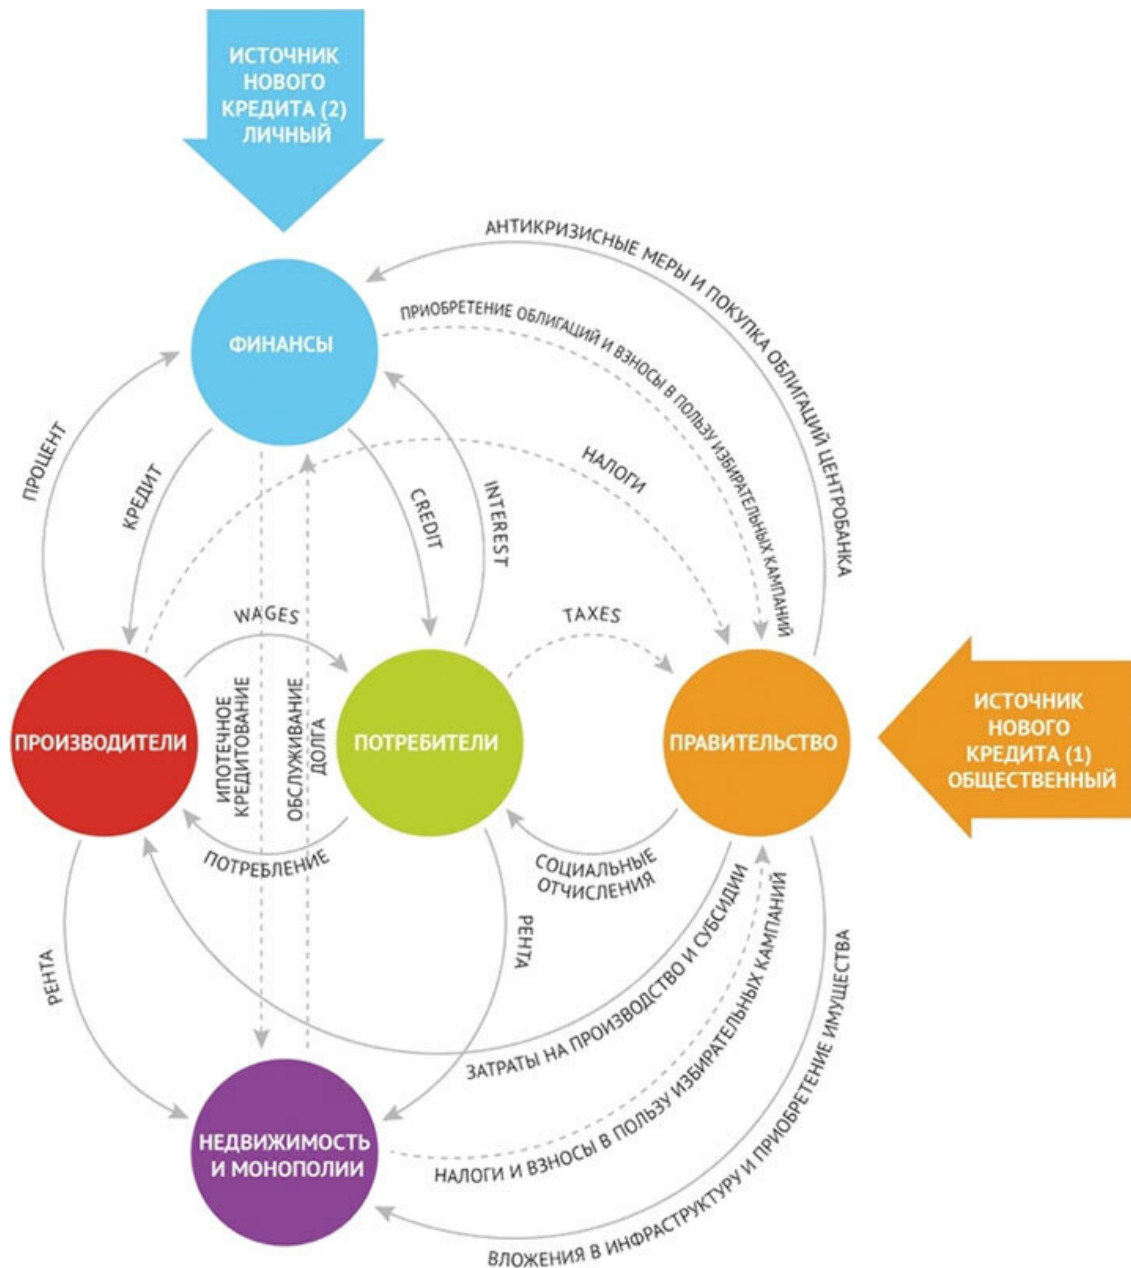 ИСТОЧНИК
НОВОГО
КРЕДИТА (2)
ЛИЧНЫЙ
АНТИКРИЗИСНЫЕ МЕРЫ И ПОКУПКА ОБЛИГАЦИЙ ЦЕНТРОБАНКА
ПРИОБРЕТЕНИЕ ОБЛИГАЦИЙ И ВЗНОСЫ В ПОЛЬЗУ ИЗБИРАТЕЛЬНЫХ КАМПАНИЙ
ФИНАНСЫ
ПРОЦЕНТ
КРЕДИТ
CREDIT
INTEREST
НАЛОГИ
WAGES
TAXES
ПРОИЗВОДИТЕЛИ
ИПОТЕЧНОЕ
КРЕДИТОВАНИЕ
ОБСЛУЖИВАНИЕ
ДОЛГА
ПОТРЕБИТЕЛИ
ПРАВИТЕЛЬСТВО
ИСТОЧНИК
НОВОГО
КРЕДИТА (1)
ОБЩЕСТВЕННЫЙ
ПОТРЕБЛЕНИЕ
СОЦИАЛЬНЫЕ
ОТЧИСЛЕНИЯ
РЕНТА
РЕНТА
ЗАТРАТЫ НА ПРОИЗВОДСТВО И СУБСИДИИ
НЕДВИЖИМОСТЬ
И МОНОПОЛИИ
НАЛОГИ И ВЗНОСЫ В ПОЛЬЗУ ИЗБИРАТЕЛЬНЫХ КАМПАНИЙ
ВЛОЖЕНИЯ В ИНФРАСТРУКТУРУ И ПРИОБРЕТЕНИЕ ИМУЩЕСТВА